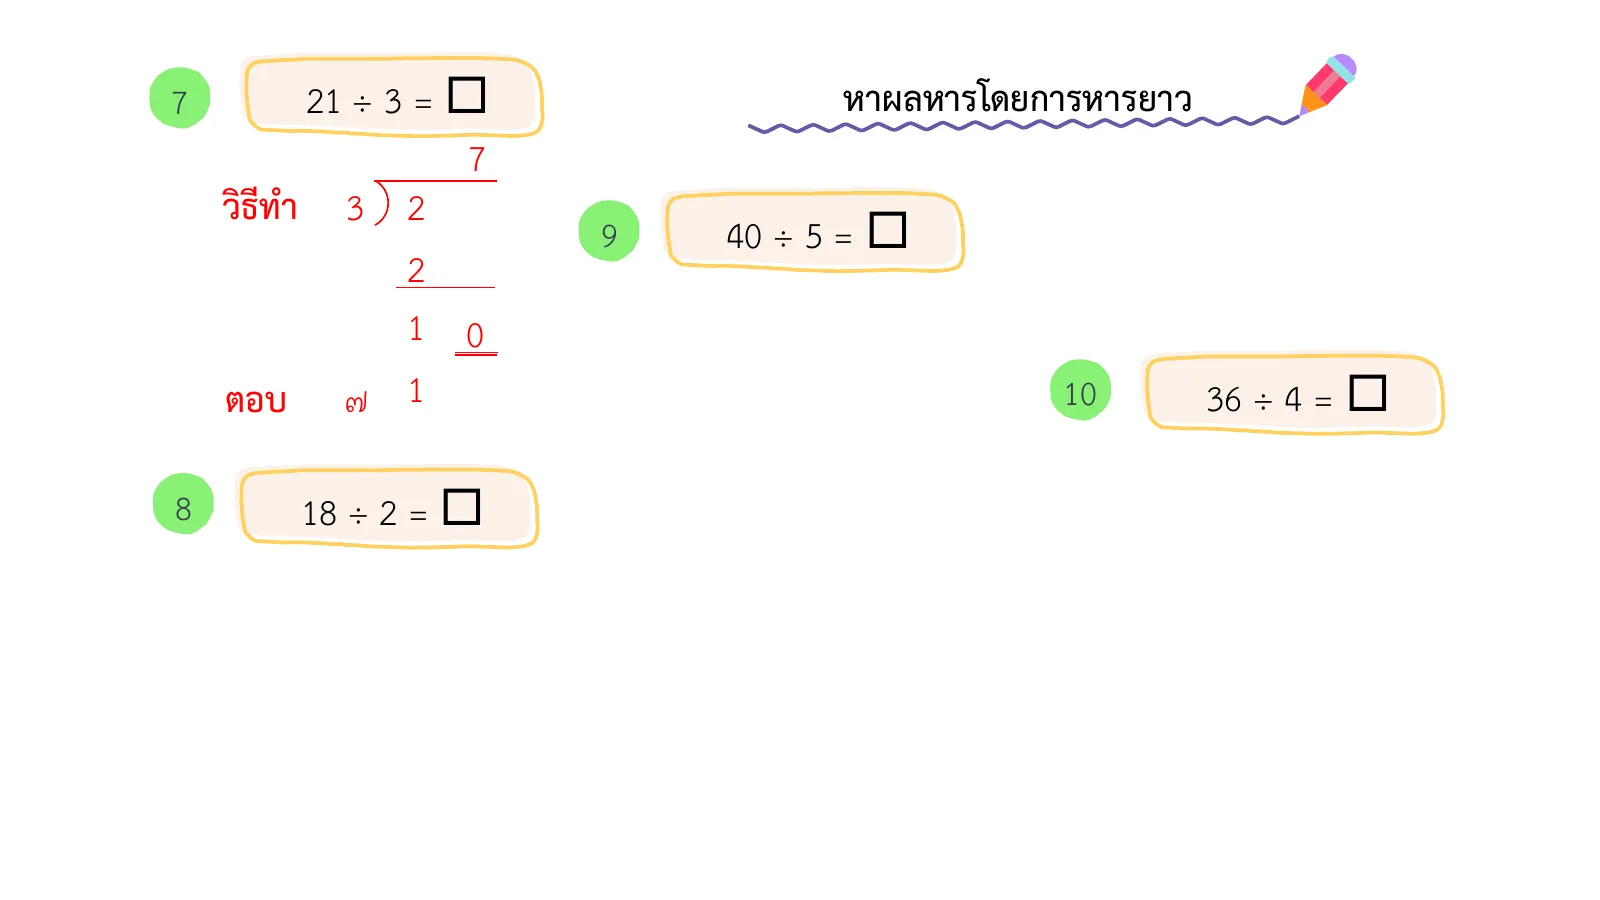 หาผลหารโดยการหารยาว
7
21 ÷ 3 = □
7
วิธีทำ 3 2
2
1 0
1
ตอบ ๗
8
18 ÷ 2 = □
9
40 ÷ 5 = □
10
36 ÷ 4 = □